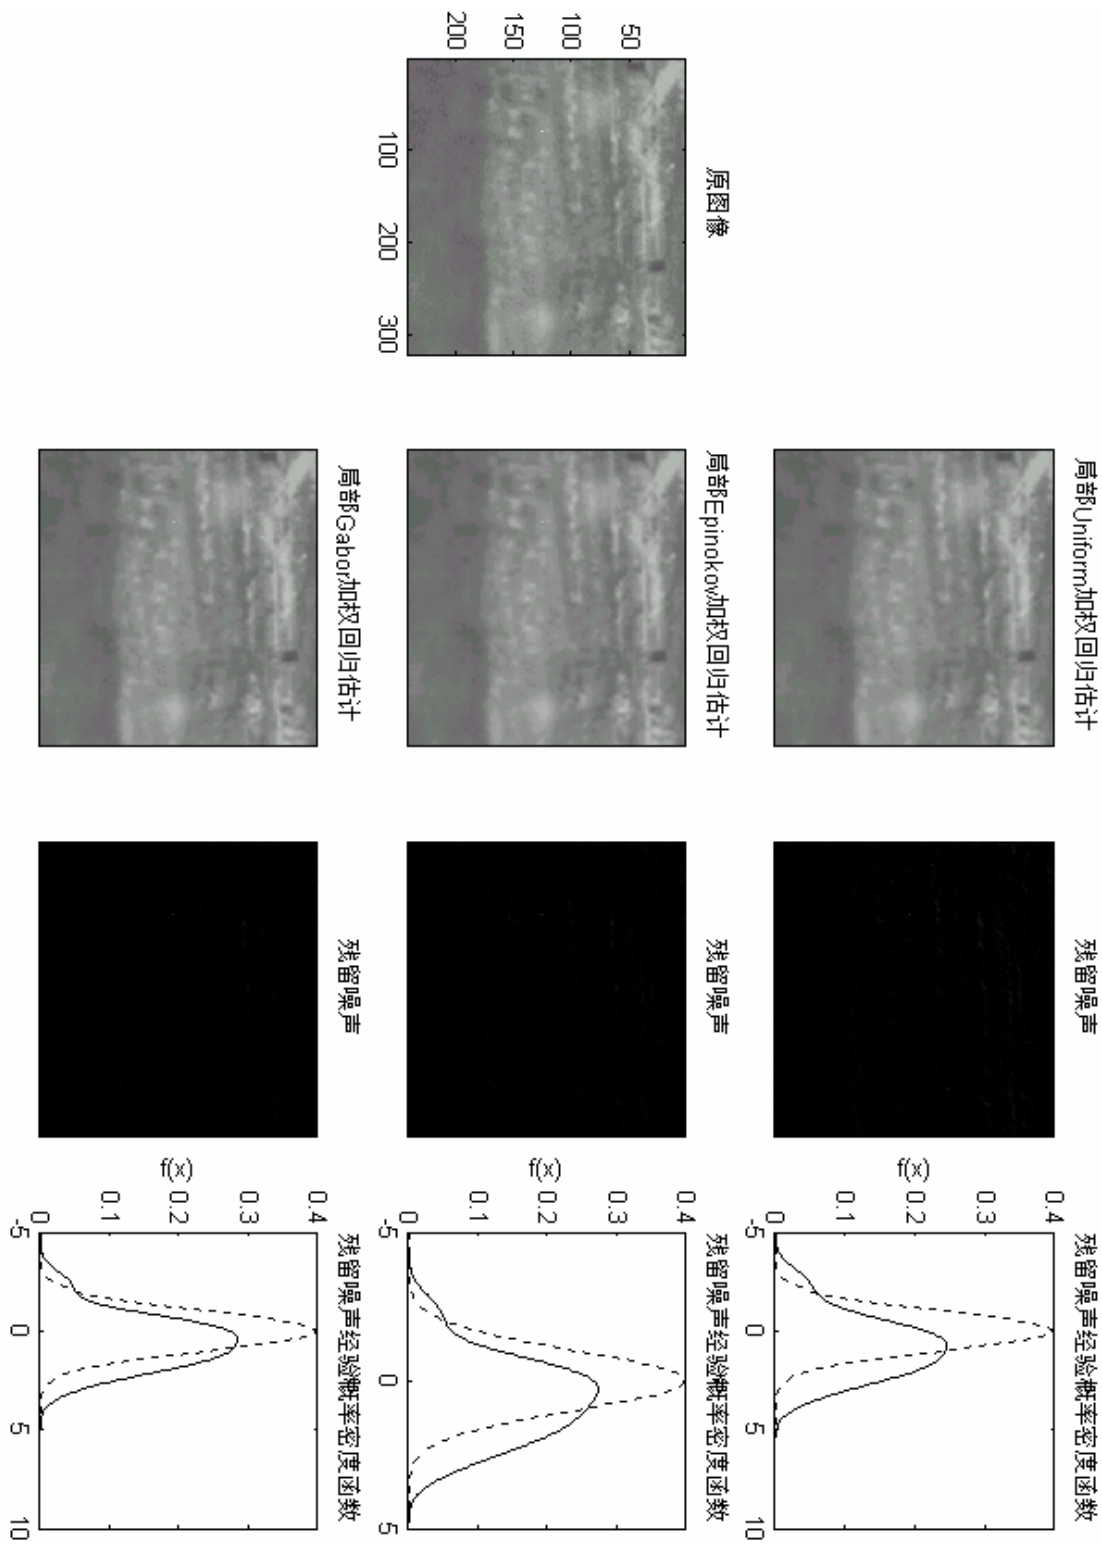 局部Uniform加权回归估计
残留噪声
残留噪声经验概率密度函数
f(x)
0.4
0.3
0.2
0.1
0
-5 0 5 10
原图像
50
100
150
200
100 200 300
局部Epinokov加权回归估计
残留噪声
残留噪声经验概率密度函数
f(x)
0.4
0.3
0.2
0.1
0
-5 0 5
局部Gabor加权回归估计
残留噪声
残留噪声经验概率密度函数
f(x)
0.4
0.3
0.2
0.1
0
-5 0 5 10